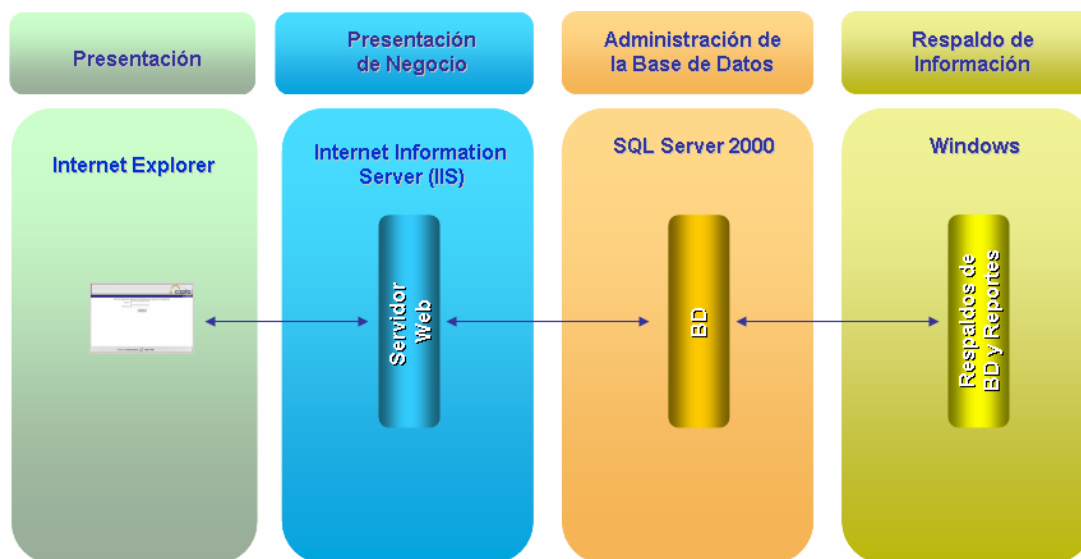 Presentación
Presentación
de Negocio
Administración de
la Base de Datos
Respaldo de
Información
Internet Explorer
Internet Information
Server (IIS)
SQL Server 2000
Windows
Servidor
Web
BD
Respaldos de
BD y Reportes